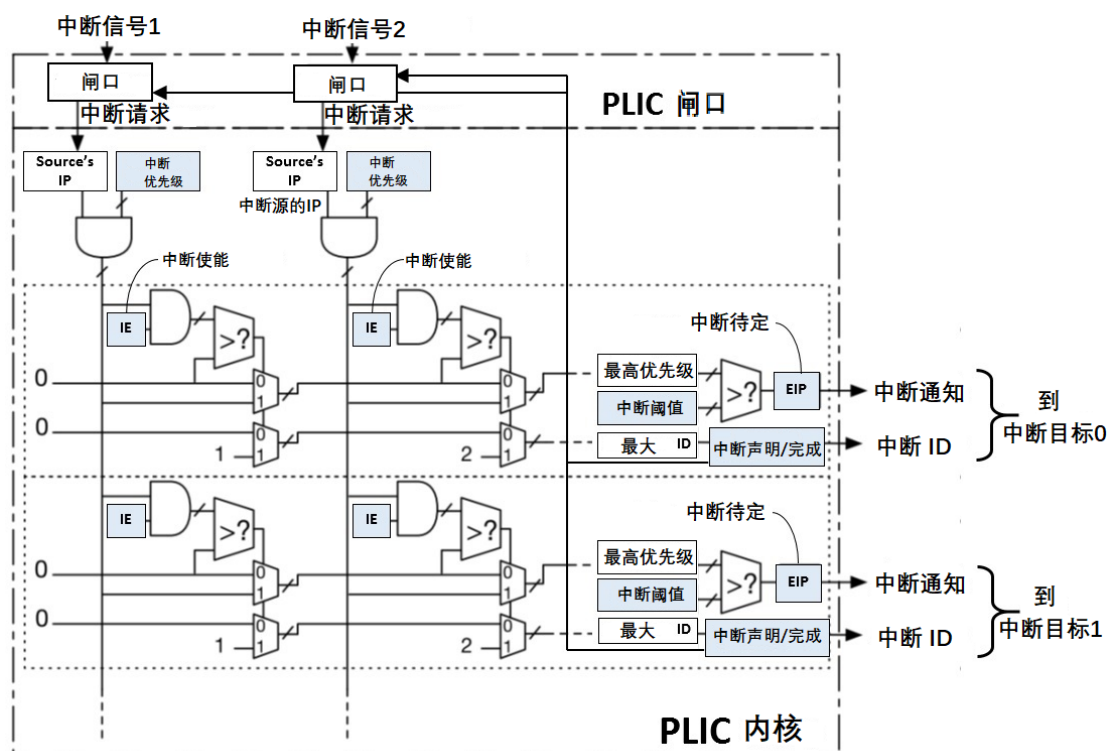 中断信号1
中断信号2
闸口
闸口
PLIC 闸口
中断请求
中断请求
Source's IP
中断优先级
Source's IP
中断优先级
中断源的IP
中断使能
中断使能
IE
>?
IE
>?
中断待定
0
0
1
0
1
最高优先级
>?
EIP
中断通知
中断阈值
到
中断目标0
0
0
1
1
0
1
2
最大 ID
中断声明/完成
中断 ID
IE
>?
IE
>?
中断待定
0
0
1
0
1
最高优先级
>?
EIP
中断通知
中断阈值
到
中断目标1
0
0
1
1
0
1
2
最大 ID
中断声明/完成
中断 ID
PLIC 内核